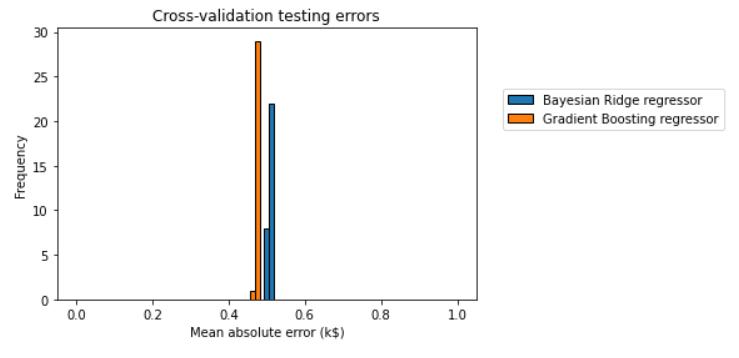 Cross-validation testing errors
30
25
20
15
10
5
0
Frequency
0.0 0.2 0.4 0.6 0.8 1.0
Mean absolute error (k$)
Bayesian Ridge regressor
Gradient Boosting regressor